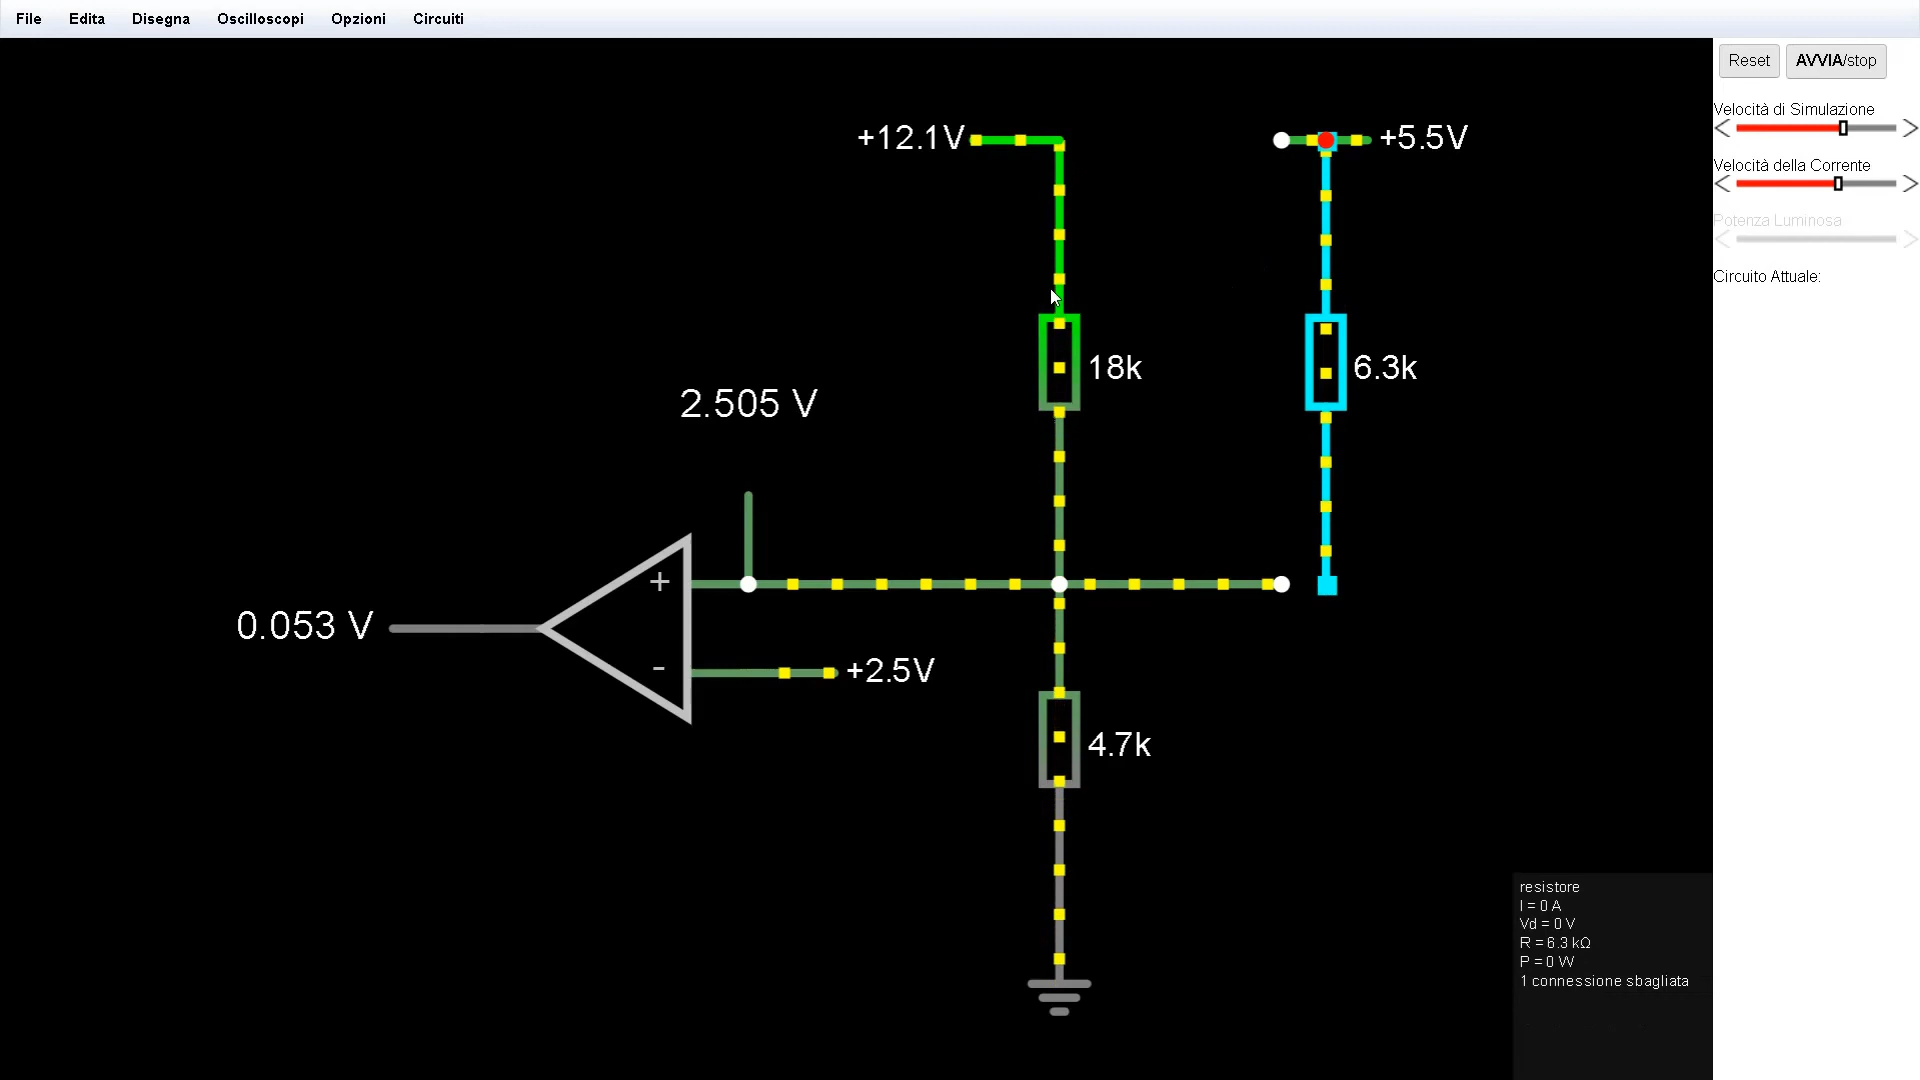 File Edita Disegna Oscilloscopi Opzioni Circuiti
Reset AVVIA/stop
Velocità di Simulazione
Velocità della Corrente
Potenza Luminosa
Circuito Attuale:
+12.1V
+5.5V
18k
6.3k
2.505 V
+
0.053 V
-
+2.5V
4.7k
resistore
I = 0 A
Vd = 0 V
R = 6.3 kΩ
P = 0 W
1 connessione sbagliata